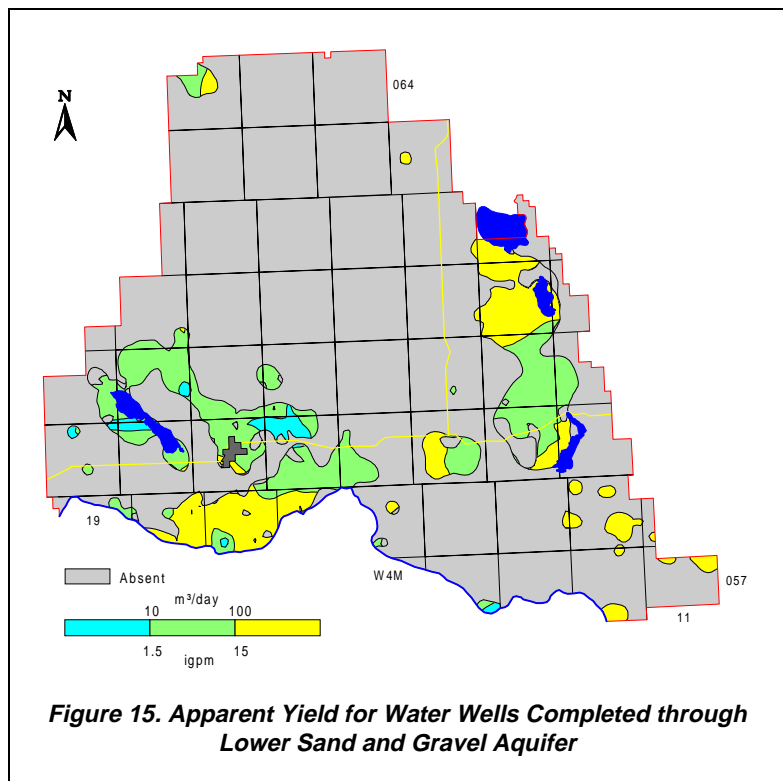 064
N
19
W4M
057
11
Absent
m³/day
10 100
1.5 15
igpm
Figure 15. Apparent Yield for Water Wells Completed through
Lower Sand and Gravel Aquifer